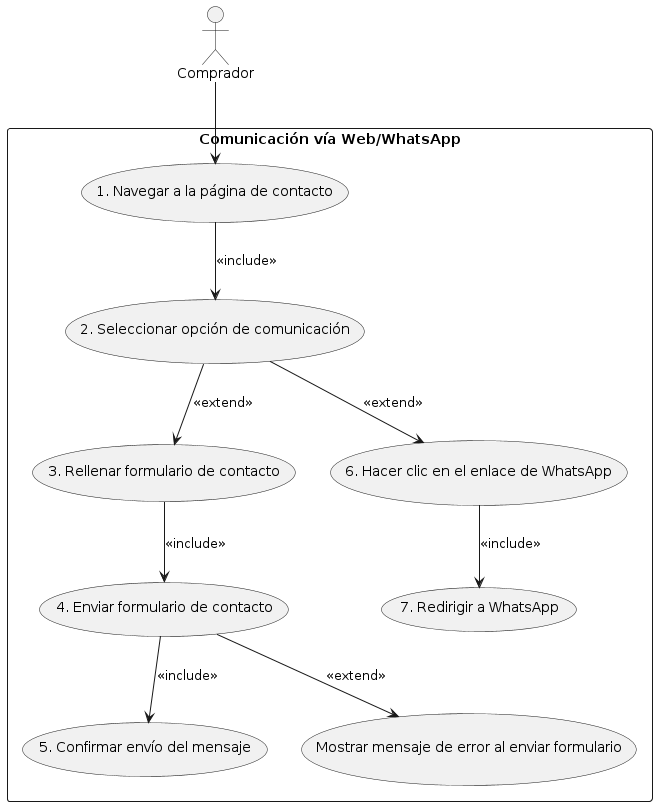 Comprador
Comunicación vía Web/WhatsApp
1. Navegar a la página de contacto
«include»
2. Seleccionar opción de comunicación
«extend»
«extend»
3. Rellenar formulario de contacto
6. Hacer clic en el enlace de WhatsApp
«include»
«include»
4. Enviar formulario de contacto
7. Redirigir a WhatsApp
«include»
«extend»
5. Confirmar envío del mensaje
Mostrar mensaje de error al enviar formulario